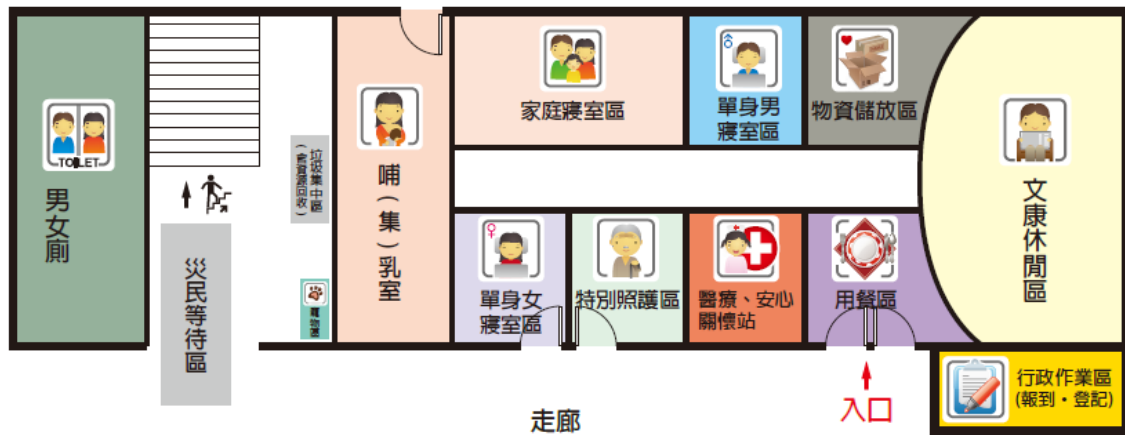 TOILET
男女廁
災民等待區
垃圾集中區
(含資源回收)
寵物區
哺(集)乳室
家庭寢室區
單身男
寢室區
物資儲放區
文康休閒區
單身女
寢室區
特別照護區
醫療、安心
關懷站
用餐區
行政作業區
(報到・登記)
入口
走廊